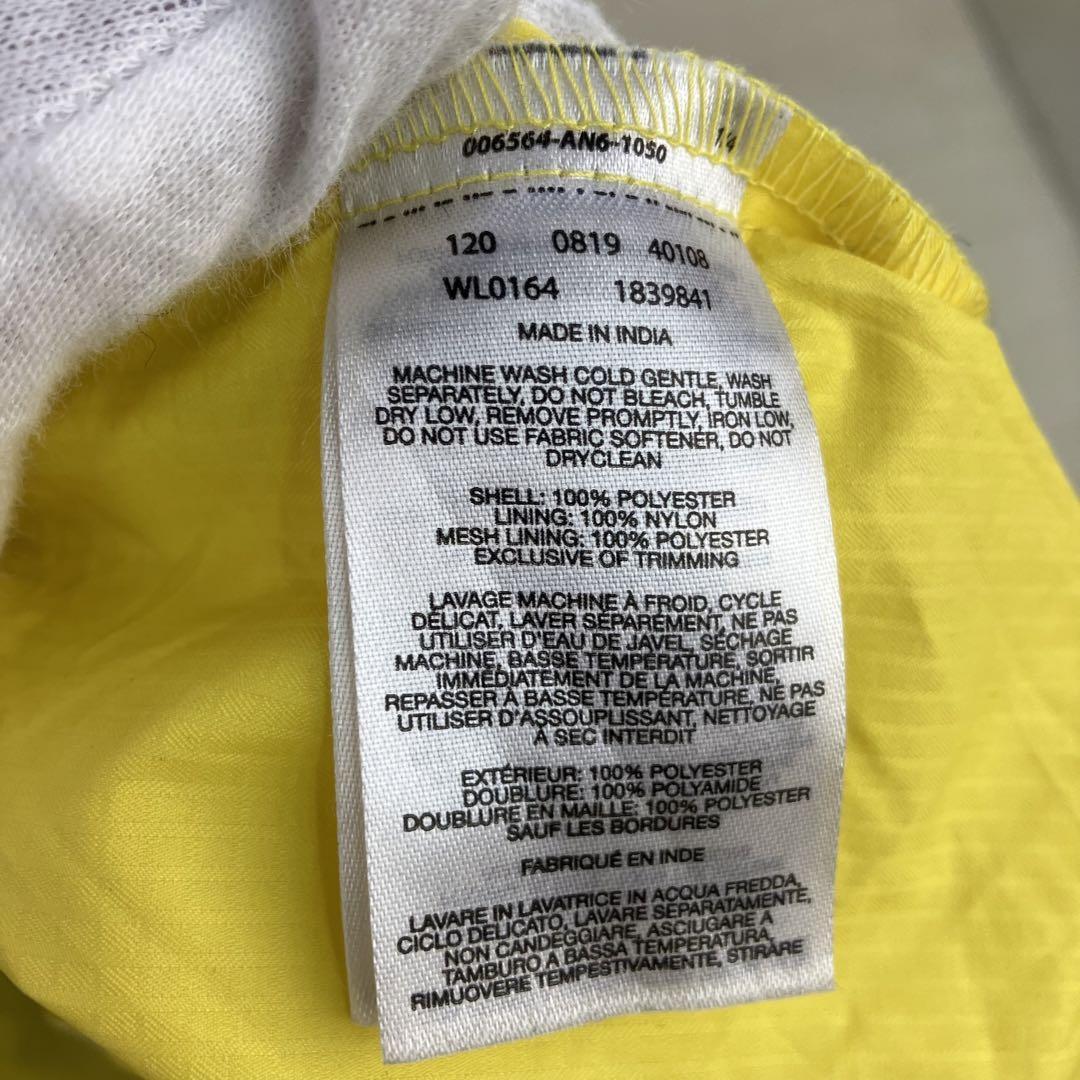 006564-AN6-1050 14
120 0819 40108
WL0164 1839841
MADE IN INDIA
MACHINE WASH COLD GENTLE, WASH
SEPARATELY, DO NOT BLEACH, TUMBLE
DRY LOW, REMOVE PROMPTLY, IRON LOW,
DO NOT USE FABRIC SOFTENER, DO NOT
DRYCLEAN
SHELL: 100% POLYESTER
LINING: 100% NYLON
MESH LINING: 100% POLYESTER
EXCLUSIVE OF TRIMMING
LAVAGE MACHINE À FROID, CYCLE
DÉLICAT, LAVER SÉPARÉMENT, NE PAS
UTILISER D'EAU DE JAVEL, SÉCHAGE
MACHINE, BASSE TEMPÉRATURE, SORTIR
IMMÉDIATEMENT DE LA MACHINE,
REPASSER À BASSE TEMPÉRATURE, NE PAS
UTILISER D'ASSOUPLISSANT, NETTOYAGE
À SEC INTERDIT
EXTÉRIEUR: 100% POLYESTER
DOUBLURE: 100% POLYAMIDE
DOUBLURE EN MAILLE: 100% POLYESTER
SAUF LES BORDURES
FABRIQUÉ EN INDE
LAVARE IN LAVATRICE IN ACQUA FREDDA,
CICLO DELICATO, LAVARE SEPARATAMENTE,
NON CANDEGGIARE, ASCIUGARE A
TAMBURO A BASSA TEMPERATURA,
RIMUOVERE TEMPESTIVAMENTE, STIRARE